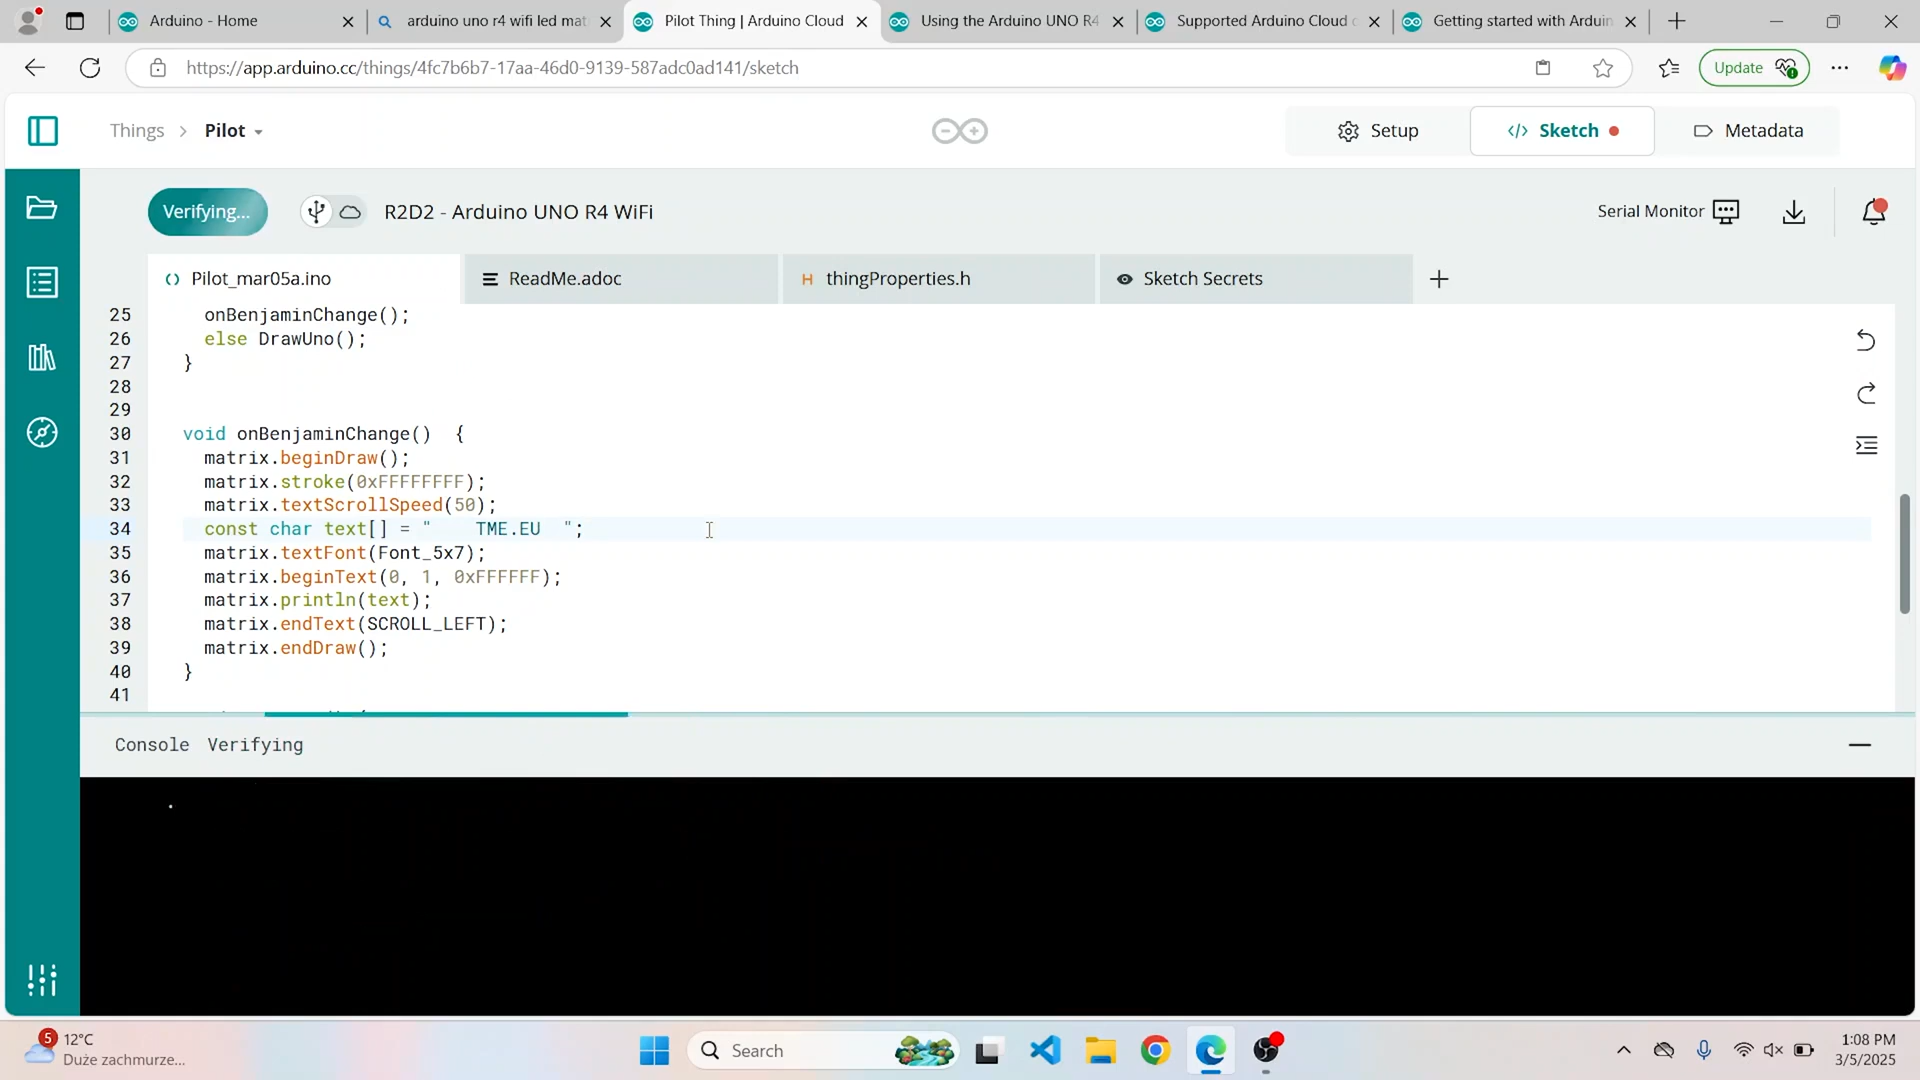 Arduino - Home
arduino uno r4 wifi led mat
Pilot Thing | Arduino Cloud
Using the Arduino UNO R4
Supported Arduino Cloud
Getting started with Arduin
https://app.arduino.cc/things/4fc7b6b7-17aa-46d0-9139-587adc0ad141/sketch
Update
Things > Pilot
Setup
</> Sketch
Metadata
Verifying...
R2D2 - Arduino UNO R4 WiFi
Serial Monitor
Pilot_mar05a.ino
ReadMe.adoc
H thingProperties.h
Sketch Secrets
25 onBenjaminChange();
26 else DrawUno();
27 }
28
29
30 void onBenjaminChange()  {
31 matrix.beginDraw();
32 matrix.stroke(0xFFFFFFFF);
33 matrix.textScrollSpeed(50);
34 const char text[] = "    TME.EU  ";
35 matrix.textFont(Font_5x7);
36 matrix.beginText(0, 1, 0xFFFFFF);
37 matrix.println(text);
38 matrix.endText(SCROLL_LEFT);
39 matrix.endDraw();
40 }
41
Console Verifying
.
5
12°C
Duże zachmurze...
Search
1:08 PM
3/5/2025